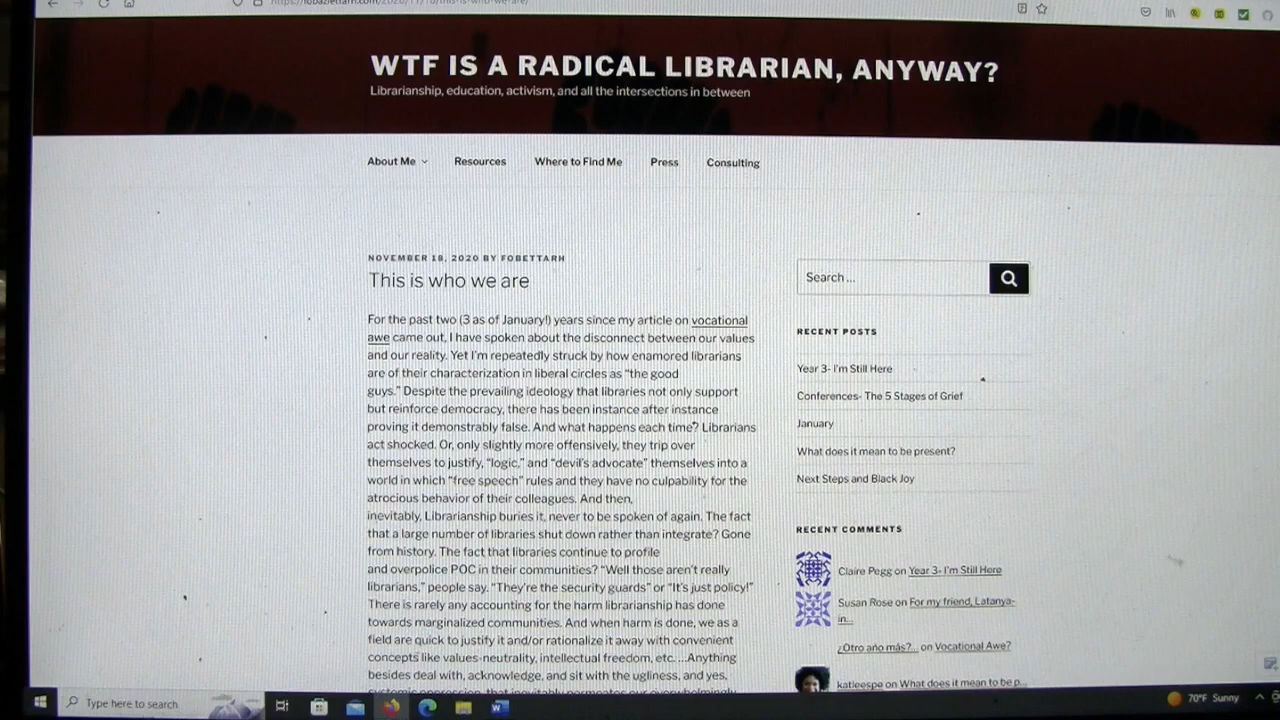 WTF IS A RADICAL LIBRARIAN, ANYWAY?
Librarianship, education, activism, and all the intersections in between
About Me
Resources
Where to Find Me
Press
Consulting
NOVEMBER 18, 2020 BY FOBETTARH
This is who we are
For the past two (3 as of January!) years since my article on vocational
awe came out, I have spoken about the disconnect between our values
and our reality. Yet I'm repeatedly struck by how enamored librarians
are of their characterization in liberal circles as “the good
guys.” Despite the prevailing ideology that libraries not only support
but reinforce democracy, there has been instance after instance
proving it demonstrably false. And what happens each time? Librarians
act shocked. Or, only slightly more offensively, they trip over
themselves to justify, “logic,” and “devil's advocate” themselves into a
world in which “free speech” rules and they have no culpability for the
atrocious behavior of their colleagues. And then,
inevitably, Librarianship buries it, never to be spoken of again. The fact
that a large number of libraries shut down rather than integrate? Gone
from history. The fact that libraries continue to profile
and overpolice POC in their communities? “Well those aren't really
librarians,” people say. “They're the security guards” or “It's just policy!”
There is rarely any accounting for the harm librarianship has done
towards marginalized communities. And when harm is done, we as a
field are quick to justify it and/or rationalize it away with convenient
concepts like values-neutrality, intellectual freedom, etc. ...Anything
besides deal with, acknowledge, and sit with the ugliness, and yes,
Search ...
RECENT POSTS
Year 3- I'm Still Here
Conferences- The 5 Stages of Grief
January
What does it mean to be present?
Next Steps and Black Joy
RECENT COMMENTS
Claire Pegg on Year 3- I'm Still Here
Susan Rose on For my friend, Latanya-
in...
¿Otro año más?... on Vocational Awe?
katieespo on What does it mean to be p...
Type here to search
70°F Sunny